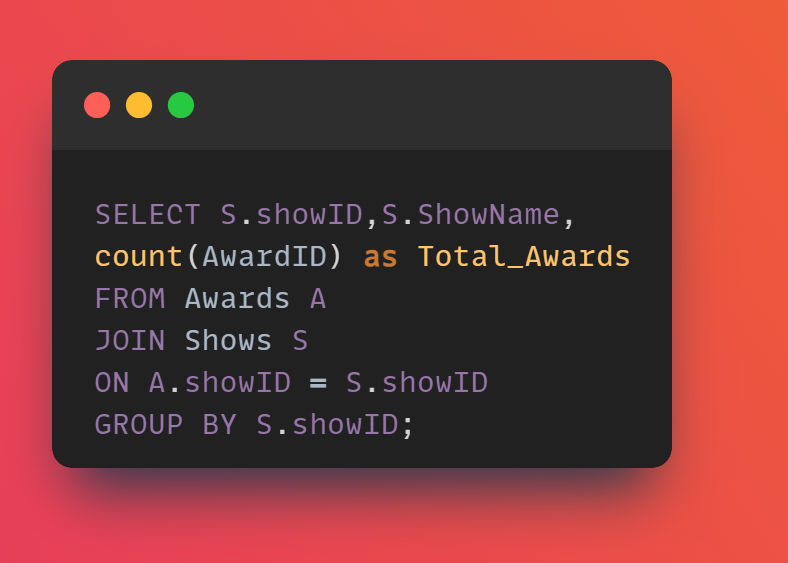 SELECT S.showID,S.ShowName,
count(AwardID) as Total_Awards
FROM Awards A
JOIN Shows S
ON A.showID = S.showID
GROUP BY S.showID;